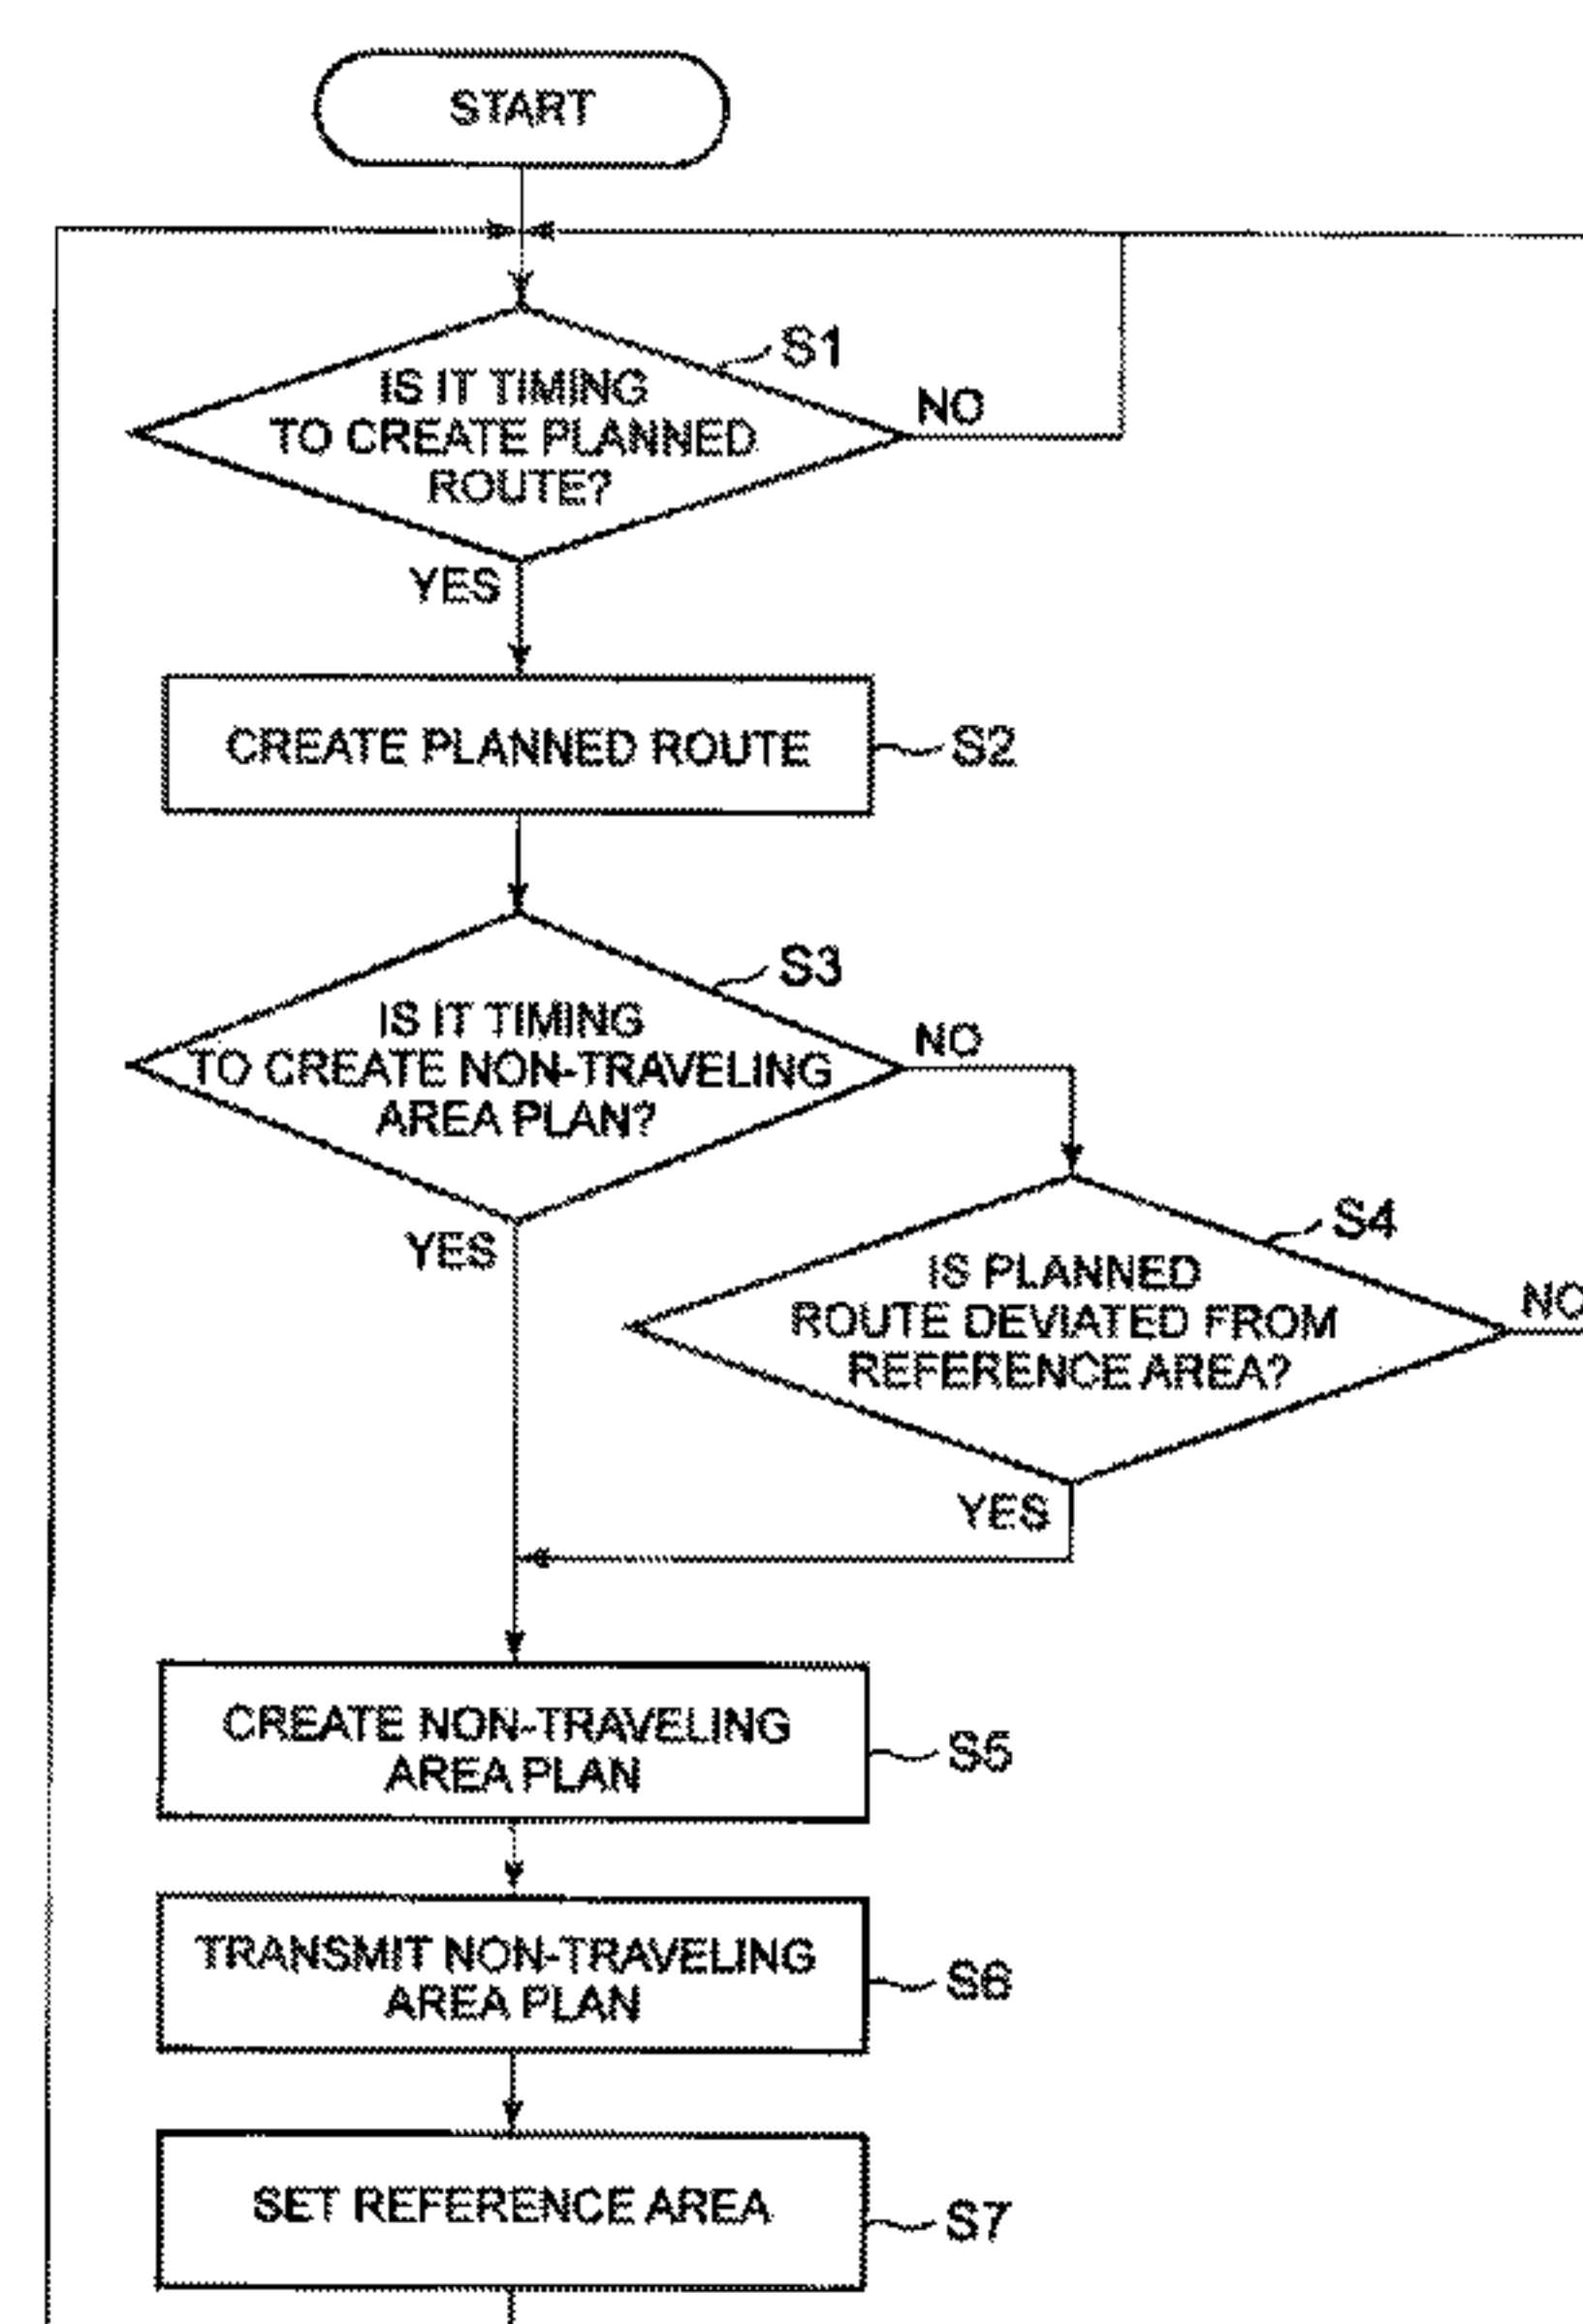 START
S1
IS IT TIMING
TO CREATE PLANNED
ROUTE?
NO
YES
CREATE PLANNED ROUTE
S2
S3
IS IT TIMING
TO CREATE NON-TRAVELING
AREA PLAN?
NO
YES
S4
IS PLANNED
ROUTE DEVIATED FROM
REFERENCE AREA?
NO
YES
CREATE NON-TRAVELING
AREA PLAN
S5
TRANSMIT NON-TRAVELING
AREA PLAN
S6
SET REFERENCE AREA
S7